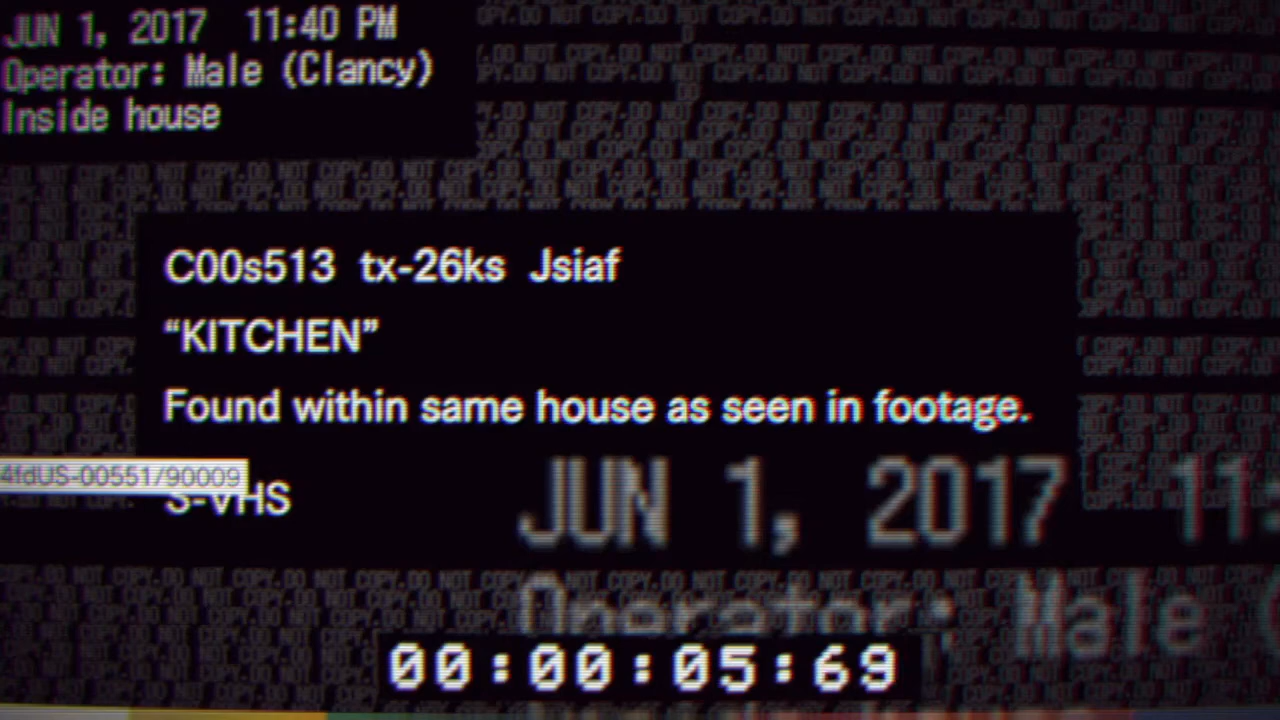 JUN 1, 2017 11:40 PM
Operator: Male (Clancy)
Inside house
C00s513 tx-26ks Jsiaf
“KITCHEN”
Found within same house as seen in footage.
4fdUS-00551/90009
S-VHS
JUN 1, 2017 11:
Operator: Male
00:00:05:69